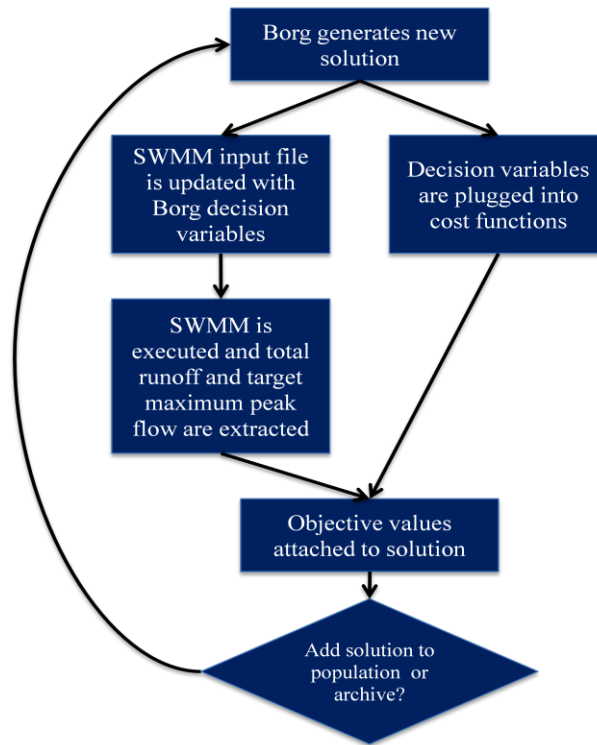 Borg generates new
solution
SWMM input file
is updated with
Borg decision
variables
Decision variables
are plugged into
cost functions
SWMM is
executed and total
runoff and target
maximum peak
flow are extracted
Objective values
attached to solution
Add solution to
population or
archive?